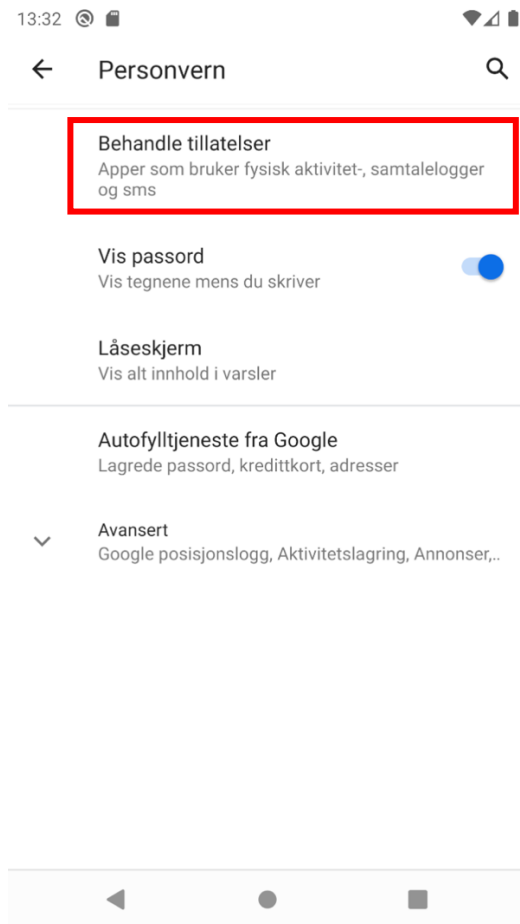 13:32
Personvern
Behandle tillatelser
Apper som bruker fysisk aktivitet-, samtalelogger
og sms
Vis passord
Vis tegnene mens du skriver
Låseskjerm
Vis alt innhold i varsler
Autofylltjeneste fra Google
Lagrede passord, kredittkort, adresser
Avansert
Google posisjonslogg, Aktivitetslagring, Annonser,..